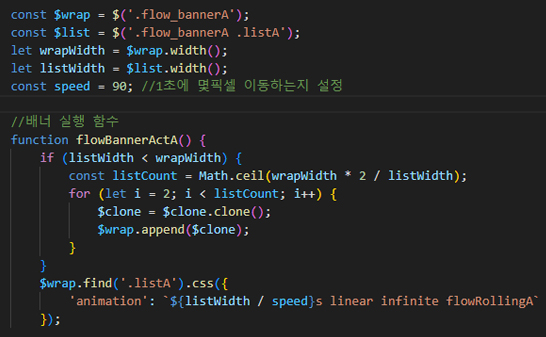 const $wrap = $('.flow_bannerA');
const $list = $('.flow_bannerA .listA');
let wrapWidth = $wrap.width();
let listWidth = $list.width();
const speed = 90; //1초에 몇픽셀 이동하는지 설정
//배너 실행 함수
function flowBannerActA() {
if (listWidth < wrapWidth) {
const listCount = Math.ceil(wrapWidth * 2 / listWidth);
for (let i = 2; i < listCount; i++) {
$clone = $clone.clone();
$wrap.append($clone);
}
}
$wrap.find('.listA').css({
'animation': `${listWidth / speed}s linear infinite flowRollingA`
});